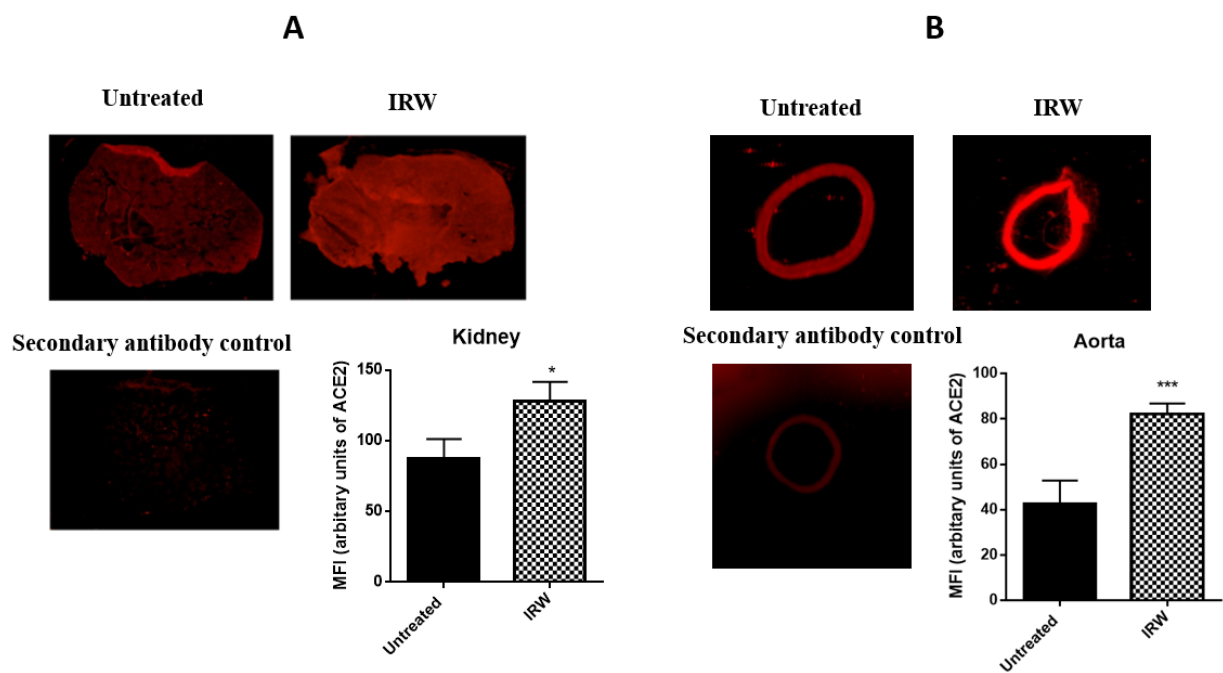 A
B
Untreated
IRW
Untreated
IRW
Secondary antibody control
Kidney
150
100
50
0
MFI (arbitary units of ACE2)
*
Untreated
IRW
Secondary antibody control
Aorta
100
80
60
40
20
0
MFI (arbitary units of ACE2)
***
Untreated
IRW